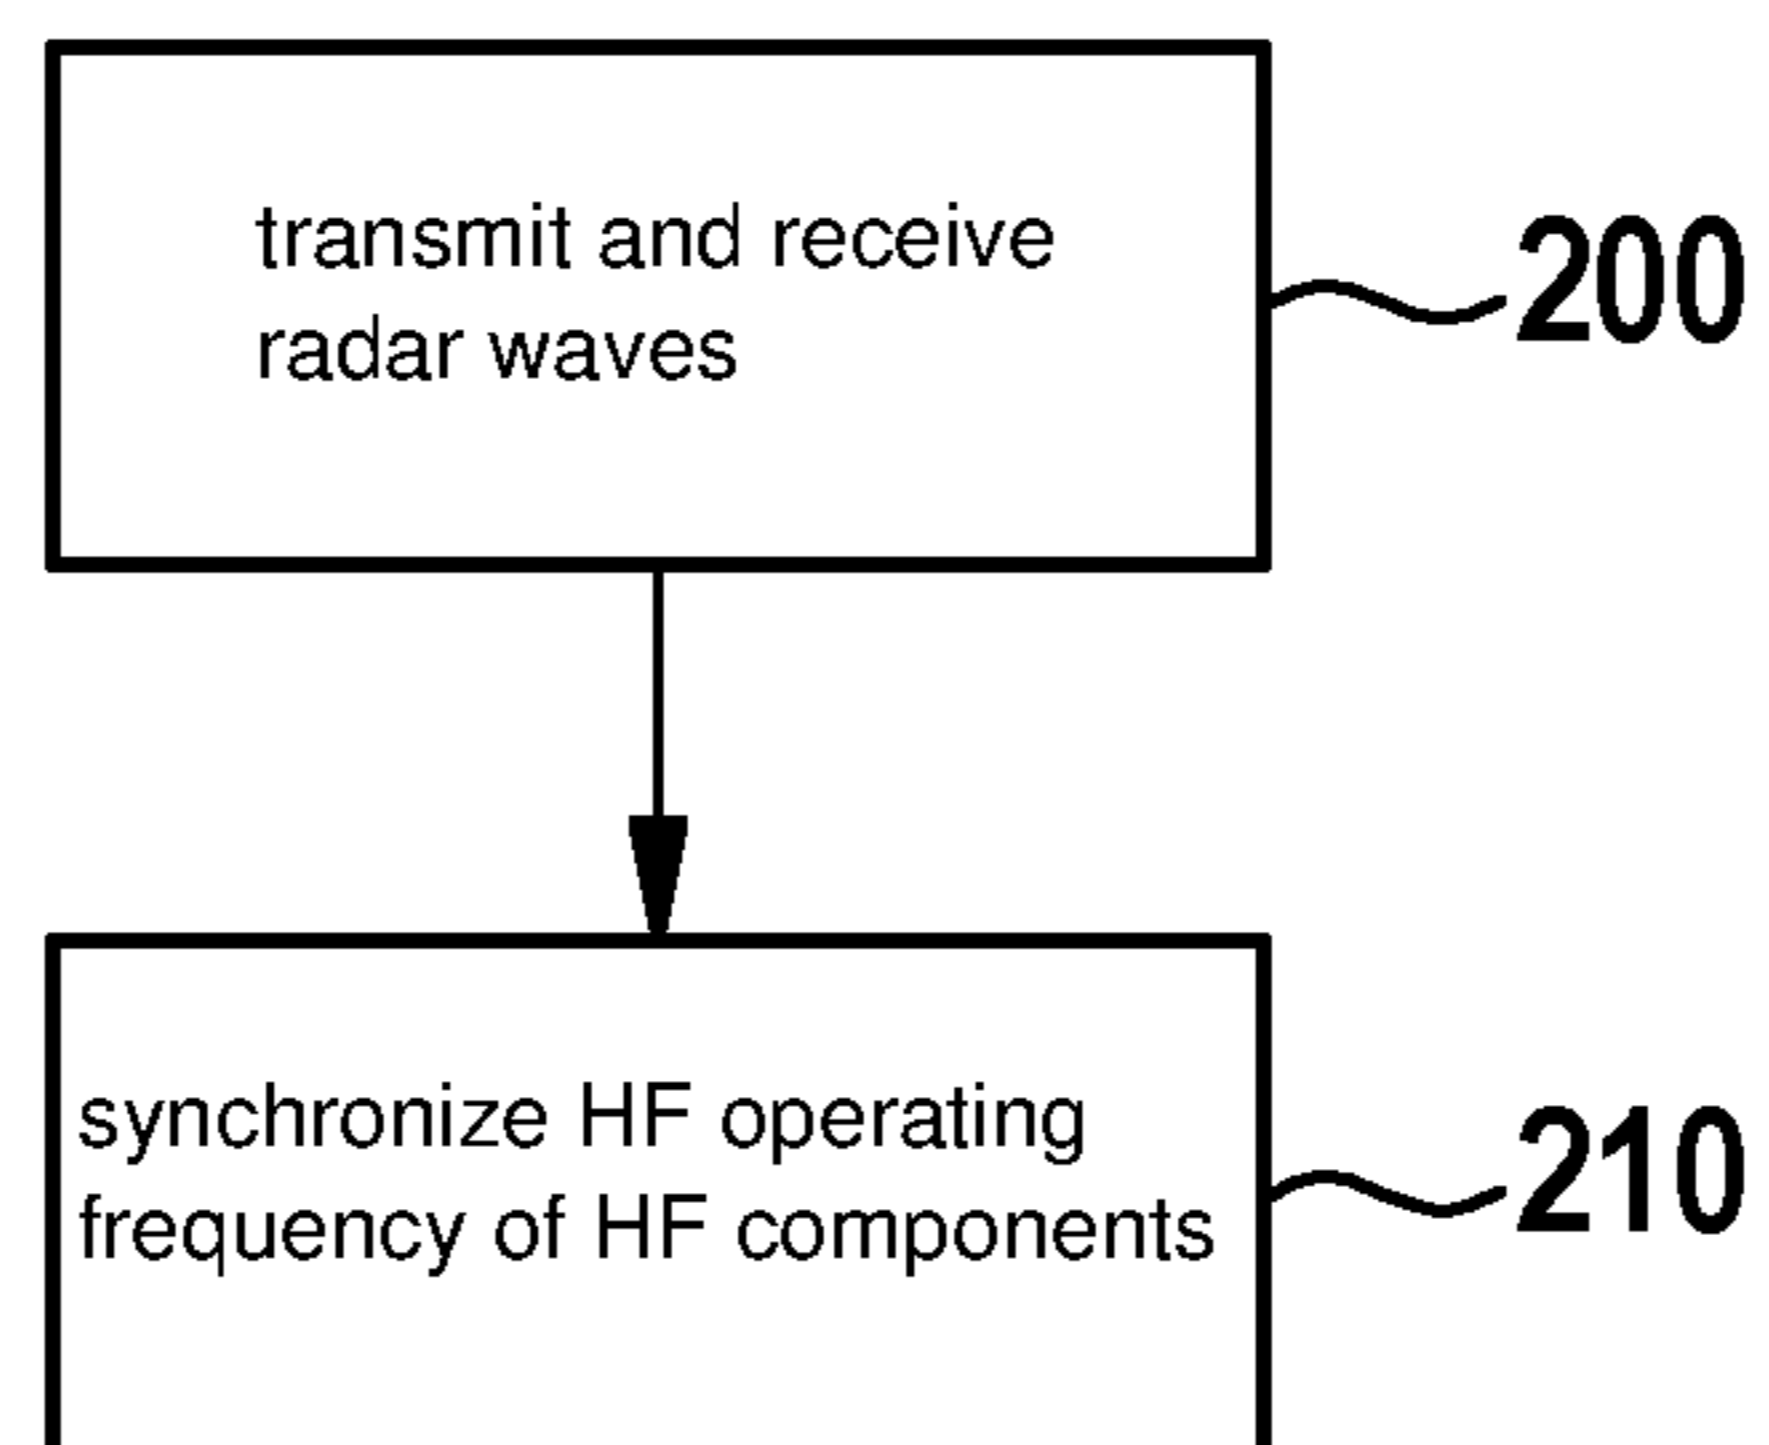 transmit and receive
radar waves
200
synchronize HF operating
frequency of HF components
210